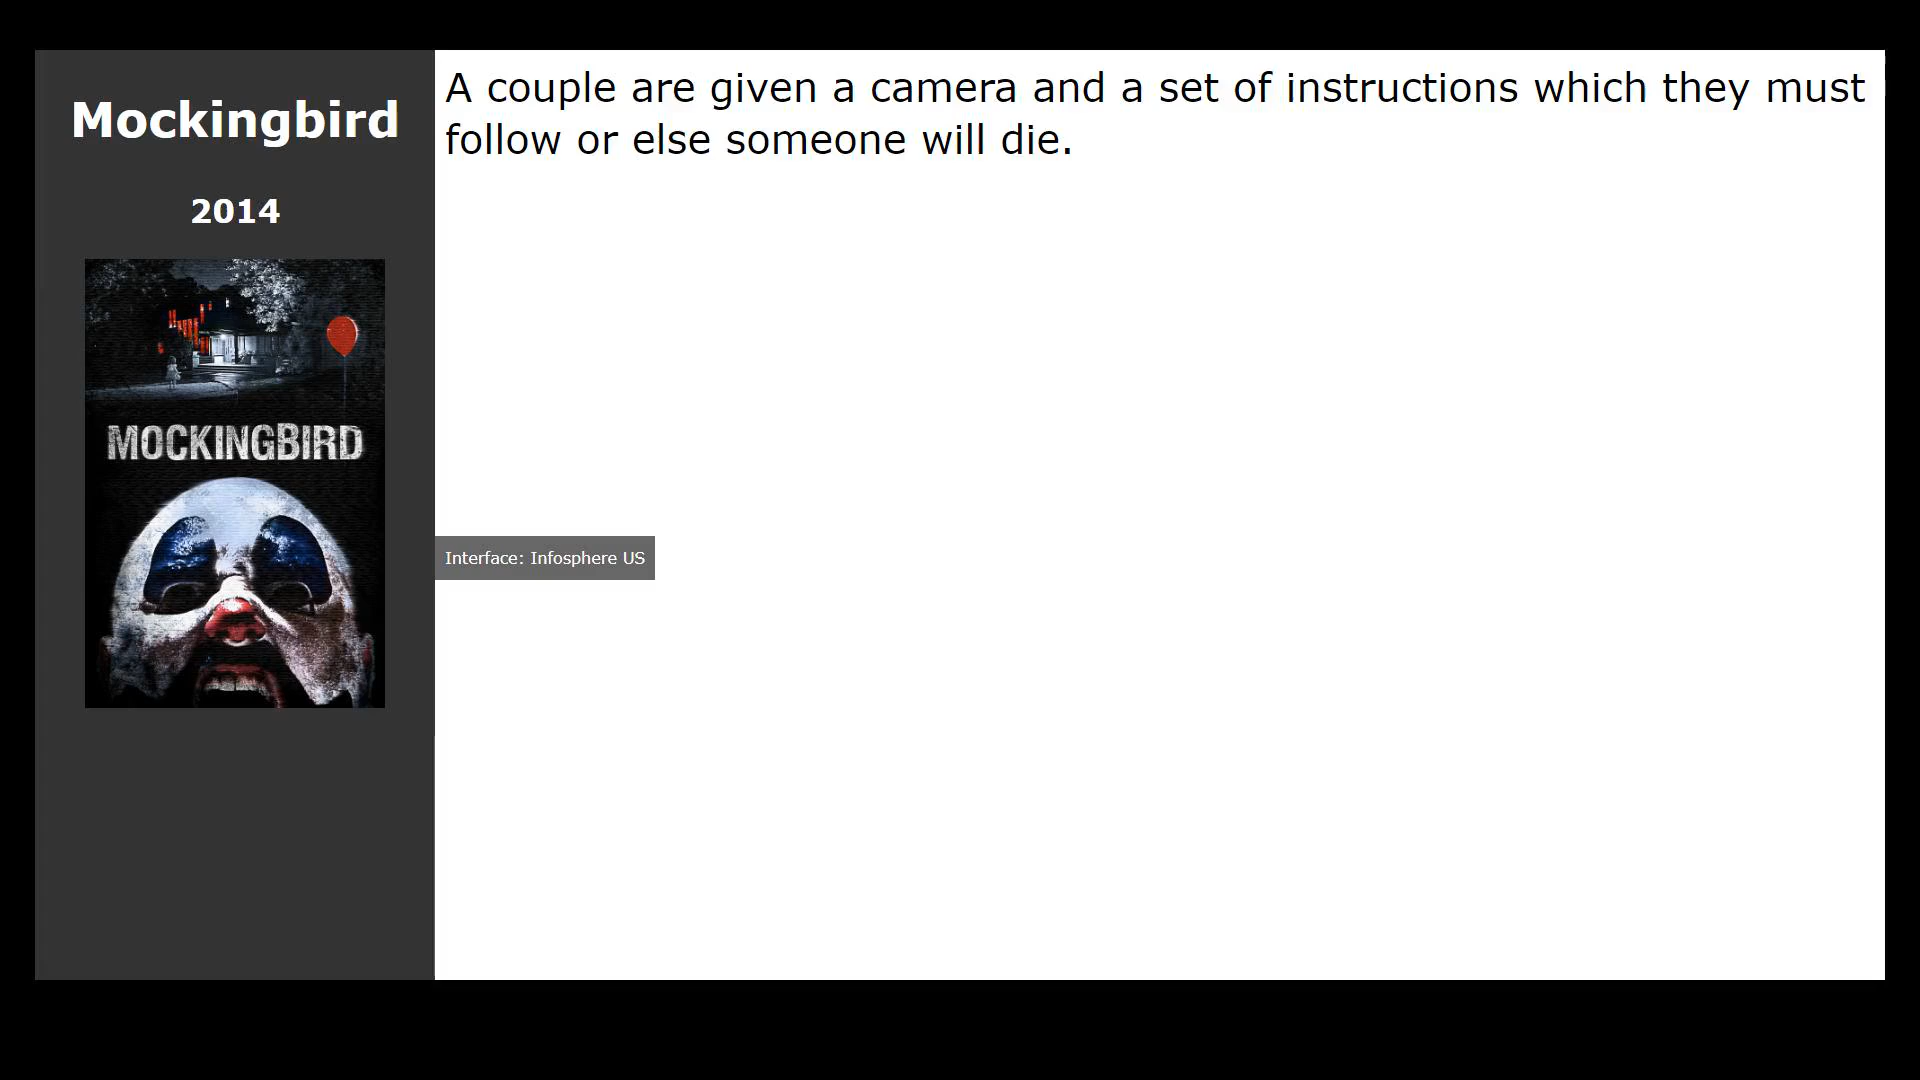 Mockingbird
2014
MOCKINGBIRD
A couple are given a camera and a set of instructions which they must
follow or else someone will die.
Interface: Infosphere US